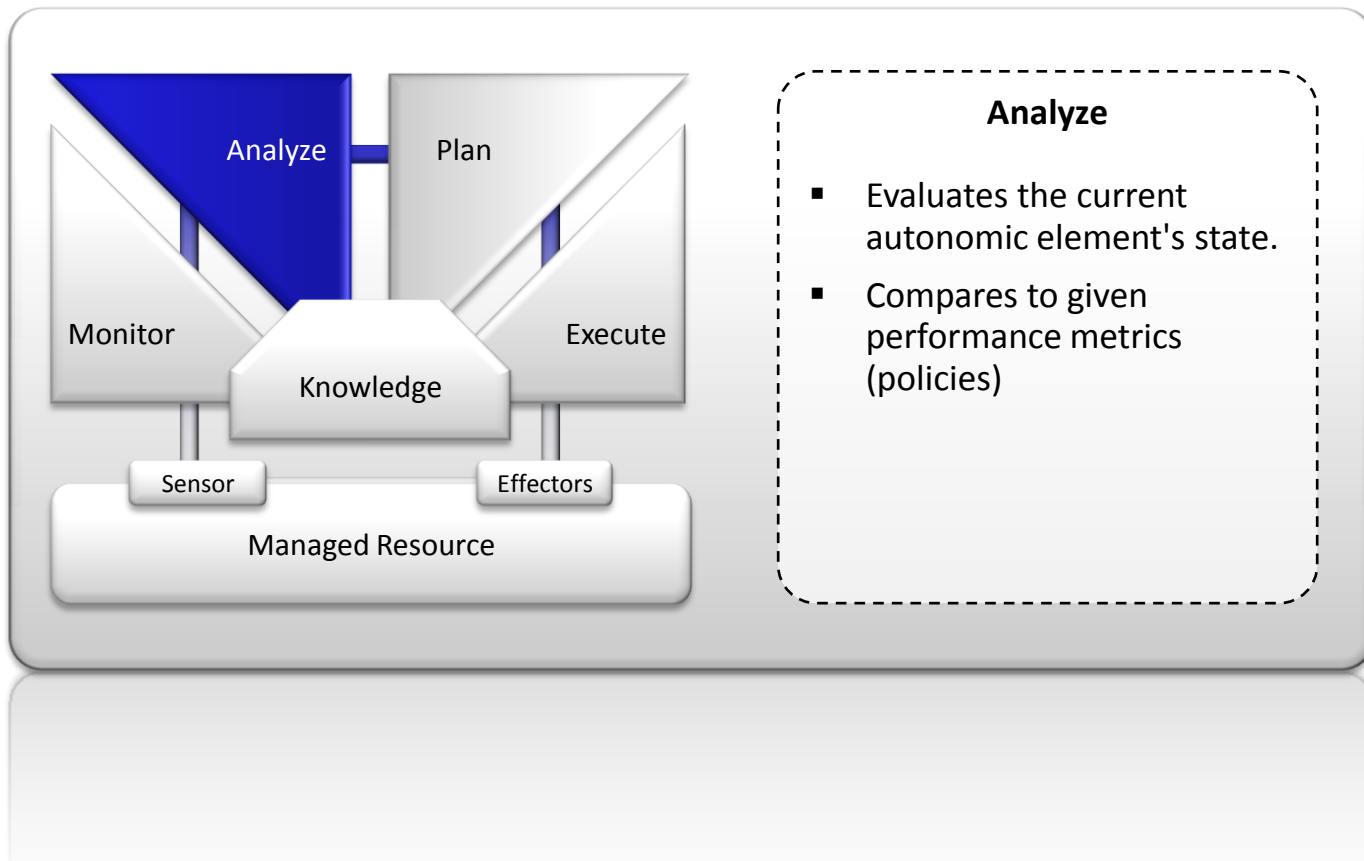 Analyze
Plan
Monitor
Execute
Knowledge
Sensor
Effectors
Managed Resource
Analyze
▪ Evaluates the current
autonomic element's state.
▪ Compares to given
performance metrics
(policies)